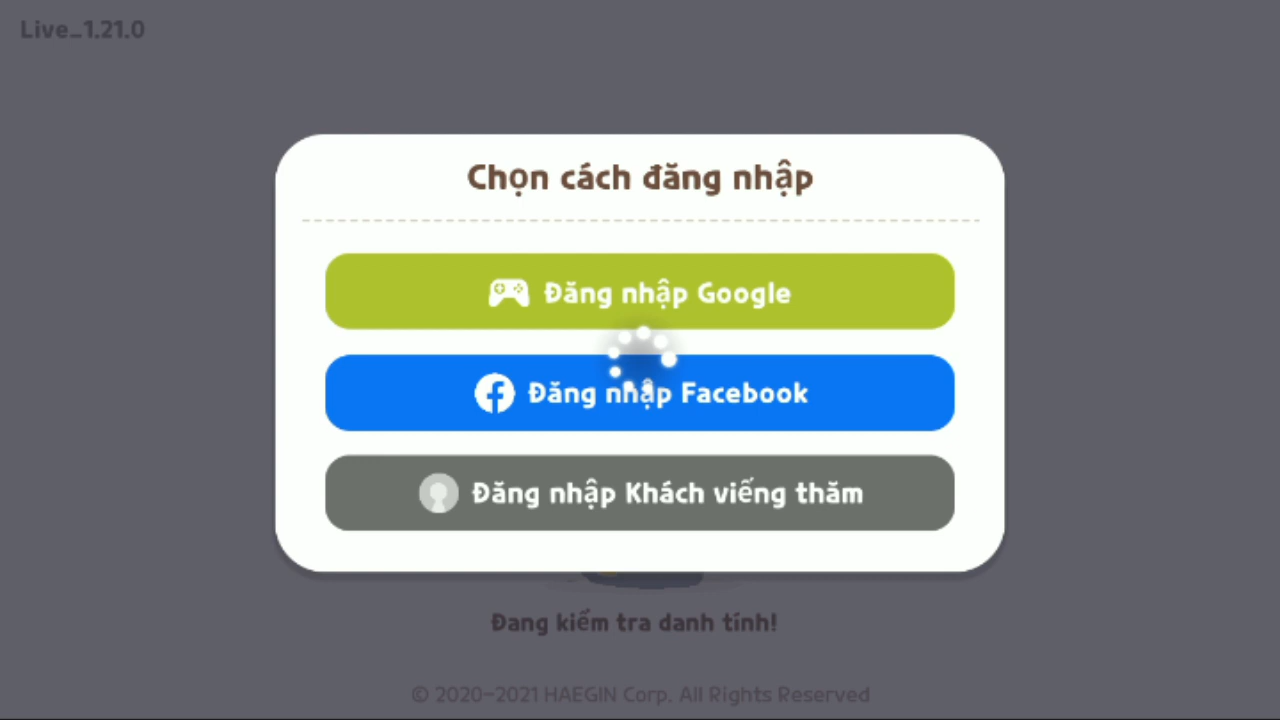 Live_1.21.0
Chọn cách đăng nhập
Đăng nhập Google
Đăng nhập Facebook
Đăng nhập Khách viếng thăm
Đang kiểm tra danh tính!
© 2020-2021 HAEGIN Corp. All Rights Reserved